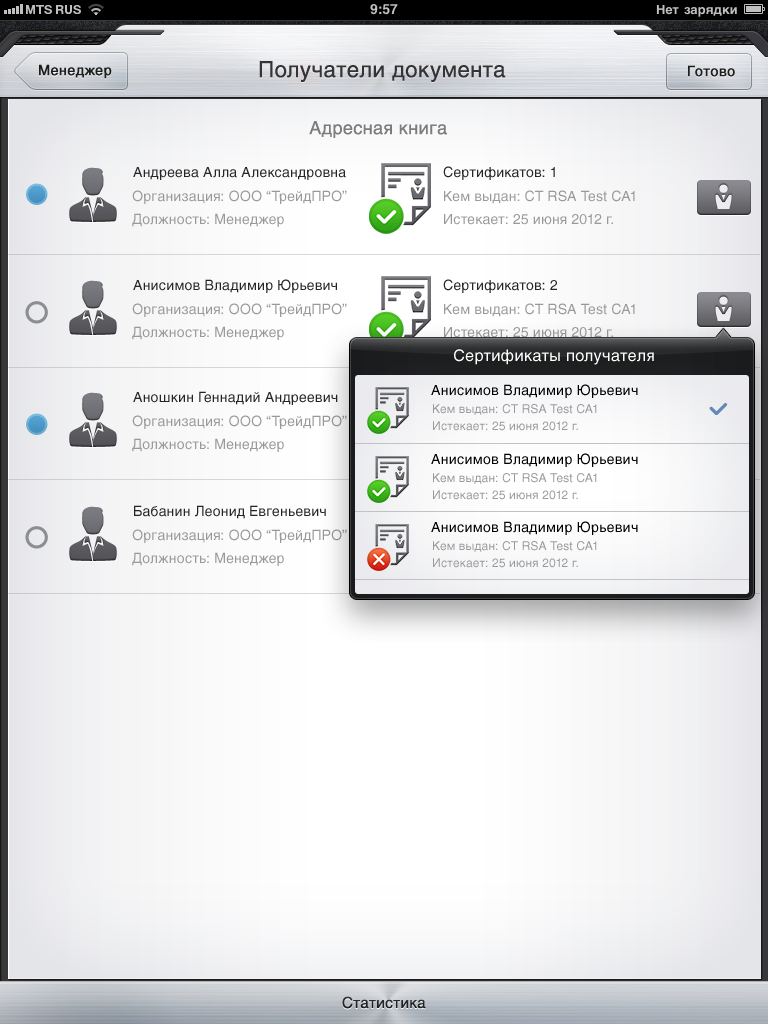 MTS RUS 9:57 Нет зарядки
Менеджер Получатели документа Готово
Адресная книга
Андреева Алла Александровна
Организация: ООО “ТрейдПРО”
Должность: Менеджер
Сертификатов: 1
Кем выдан: CT RSA Test CA1
Истекает: 25 июня 2012 г.
Анисимов Владимир Юрьевич
Организация: ООО “ТрейдПРО”
Должность: Менеджер
Сертификатов: 2
Кем выдан: CT RSA Test CA1
Истекает: 25 июня 2012 г.
Аношкин Геннадий Андреевич
Организация: ООО “ТрейдПРО”
Должность: Менеджер
Бабанин Леонид Евгеньевич
Организация: ООО “ТрейдПРО”
Должность: Менеджер
Сертификаты получателя
Анисимов Владимир Юрьевич
Кем выдан: CT RSA Test CA1
Истекает: 25 июня 2012 г.
Анисимов Владимир Юрьевич
Кем выдан: CT RSA Test CA1
Истекает: 25 июня 2012 г.
Анисимов Владимир Юрьевич
Кем выдан: CT RSA Test CA1
Истекает: 25 июня 2012 г.
Статистика